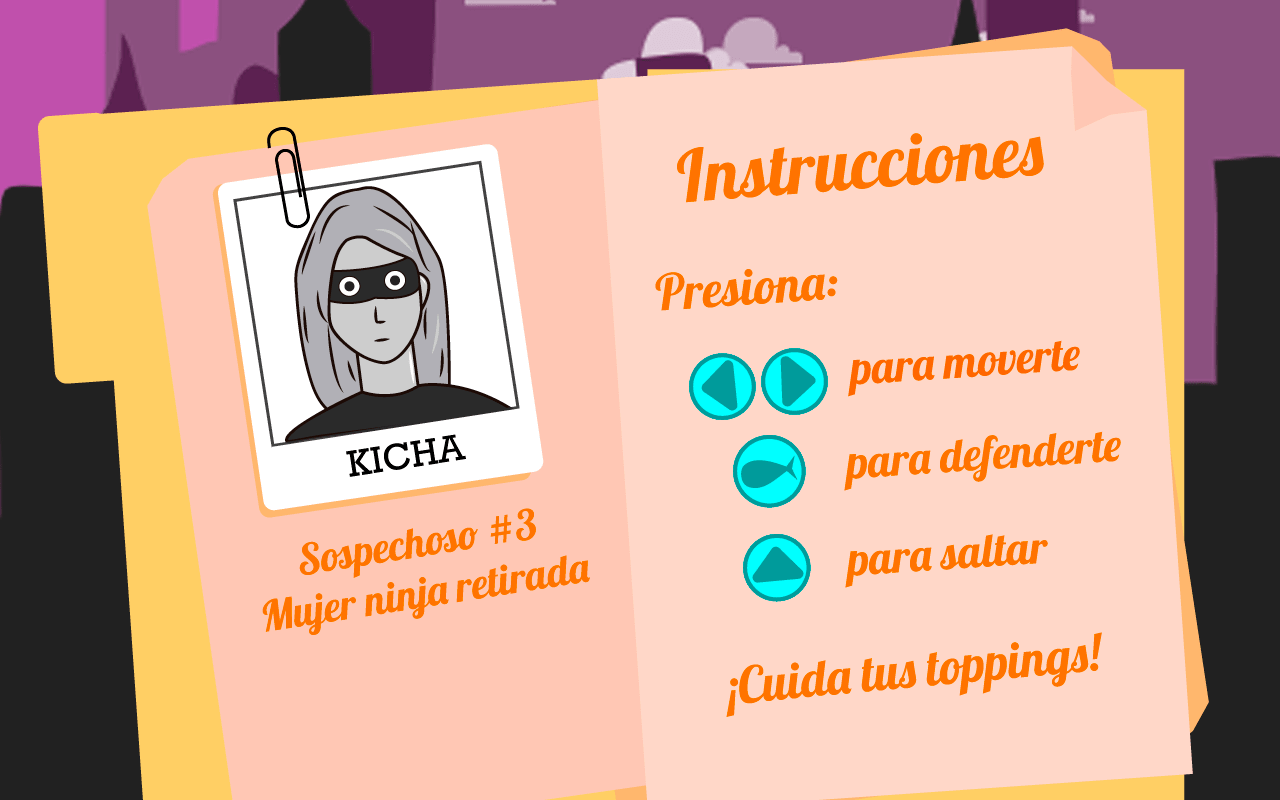 KICHA
Sospechoso #3
Mujer ninja retirada
Instrucciones
Presiona:
para moverte
para defenderte
para saltar
¡Cuida tus toppings!